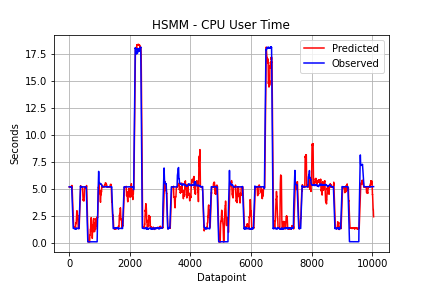 HSMM - CPU User Time
Predicted
Observed
17.5
15.0
12.5
10.0
7.5
5.0
2.5
0.0
Seconds
0 2000 4000 6000 8000 10000
Datapoint